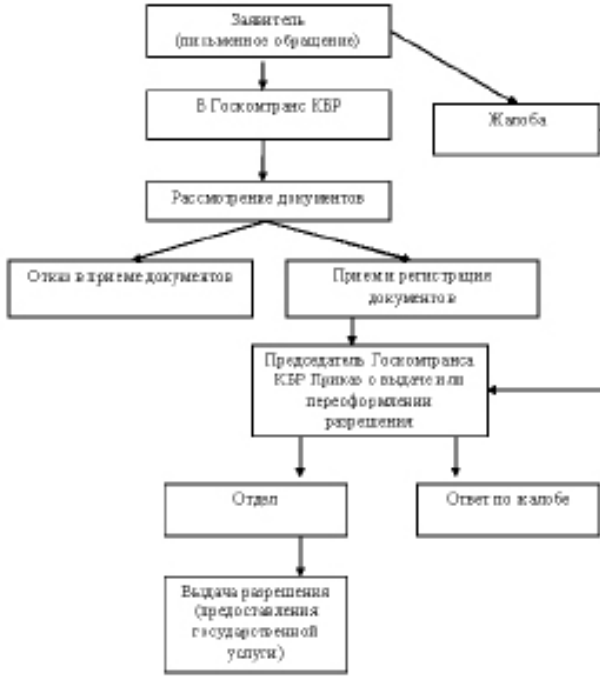 Заявитель
(письменное обращение)
В Госкомтранс КБР
Жалоба
Рассмотрение документов
Отказ в приеме документов
Прием и регистрация
документов
Председатель Госкомтранса
КБР Приказ о выдаче или
переоформлении
разрешения
Отдел
Ответ по жалобе
Выдача разрешения
(предоставления
государственной
услуги)